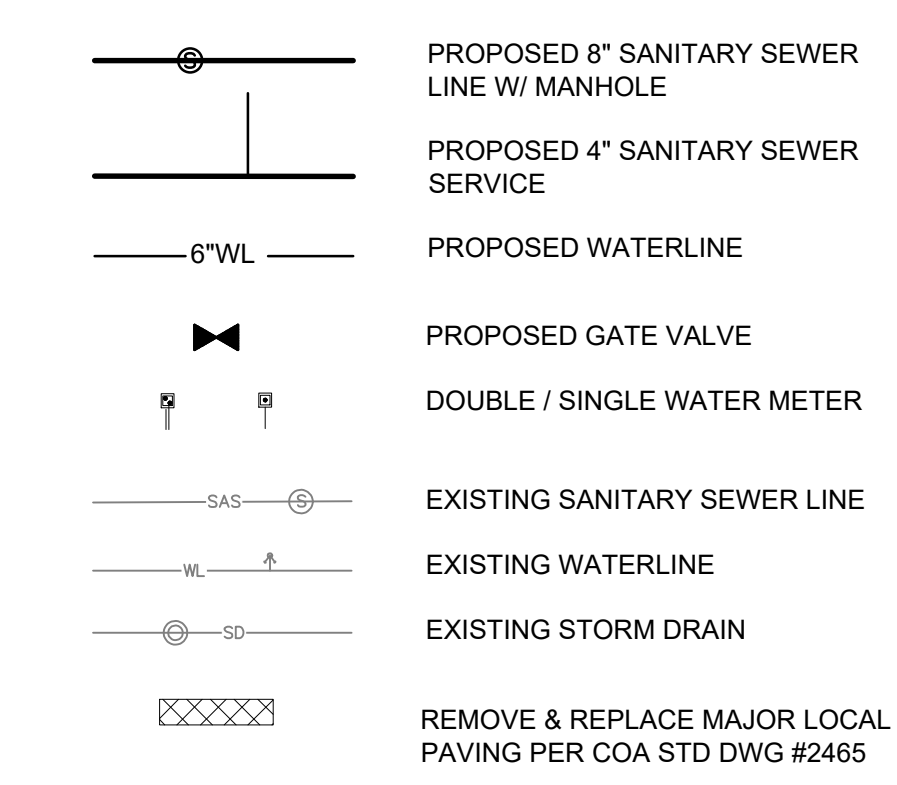 S
PROPOSED 8" SANITARY SEWER
LINE W/ MANHOLE
PROPOSED 4" SANITARY SEWER
SERVICE
6"WL
PROPOSED WATERLINE
PROPOSED GATE VALVE
DOUBLE / SINGLE WATER METER
SAS S
EXISTING SANITARY SEWER LINE
WL
EXISTING WATERLINE
SD
EXISTING STORM DRAIN
REMOVE & REPLACE MAJOR LOCAL
PAVING PER COA STD DWG #2465